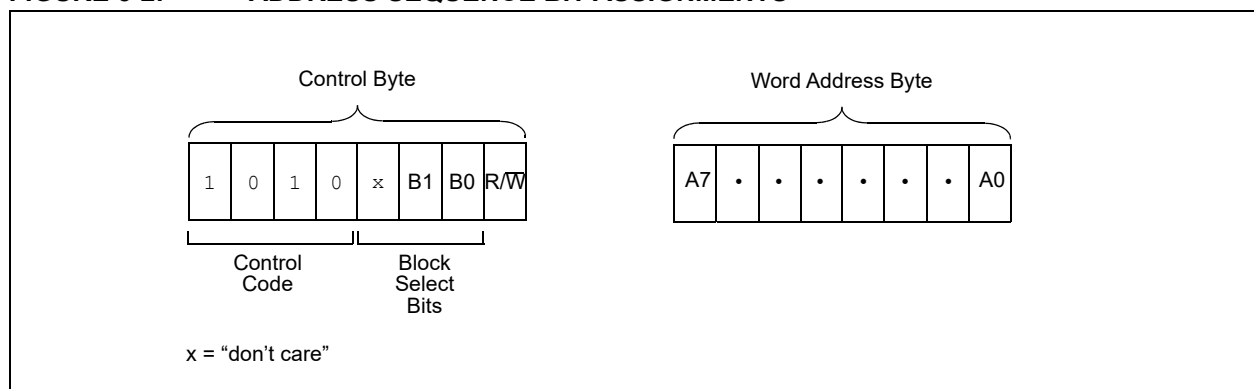 Control Byte
Word Address Byte
1 0 1 0 x B1 B0 R/W̅ A7 • • • • • • A0
Control
Code
Block
Select
Bits
x = “don’t care”